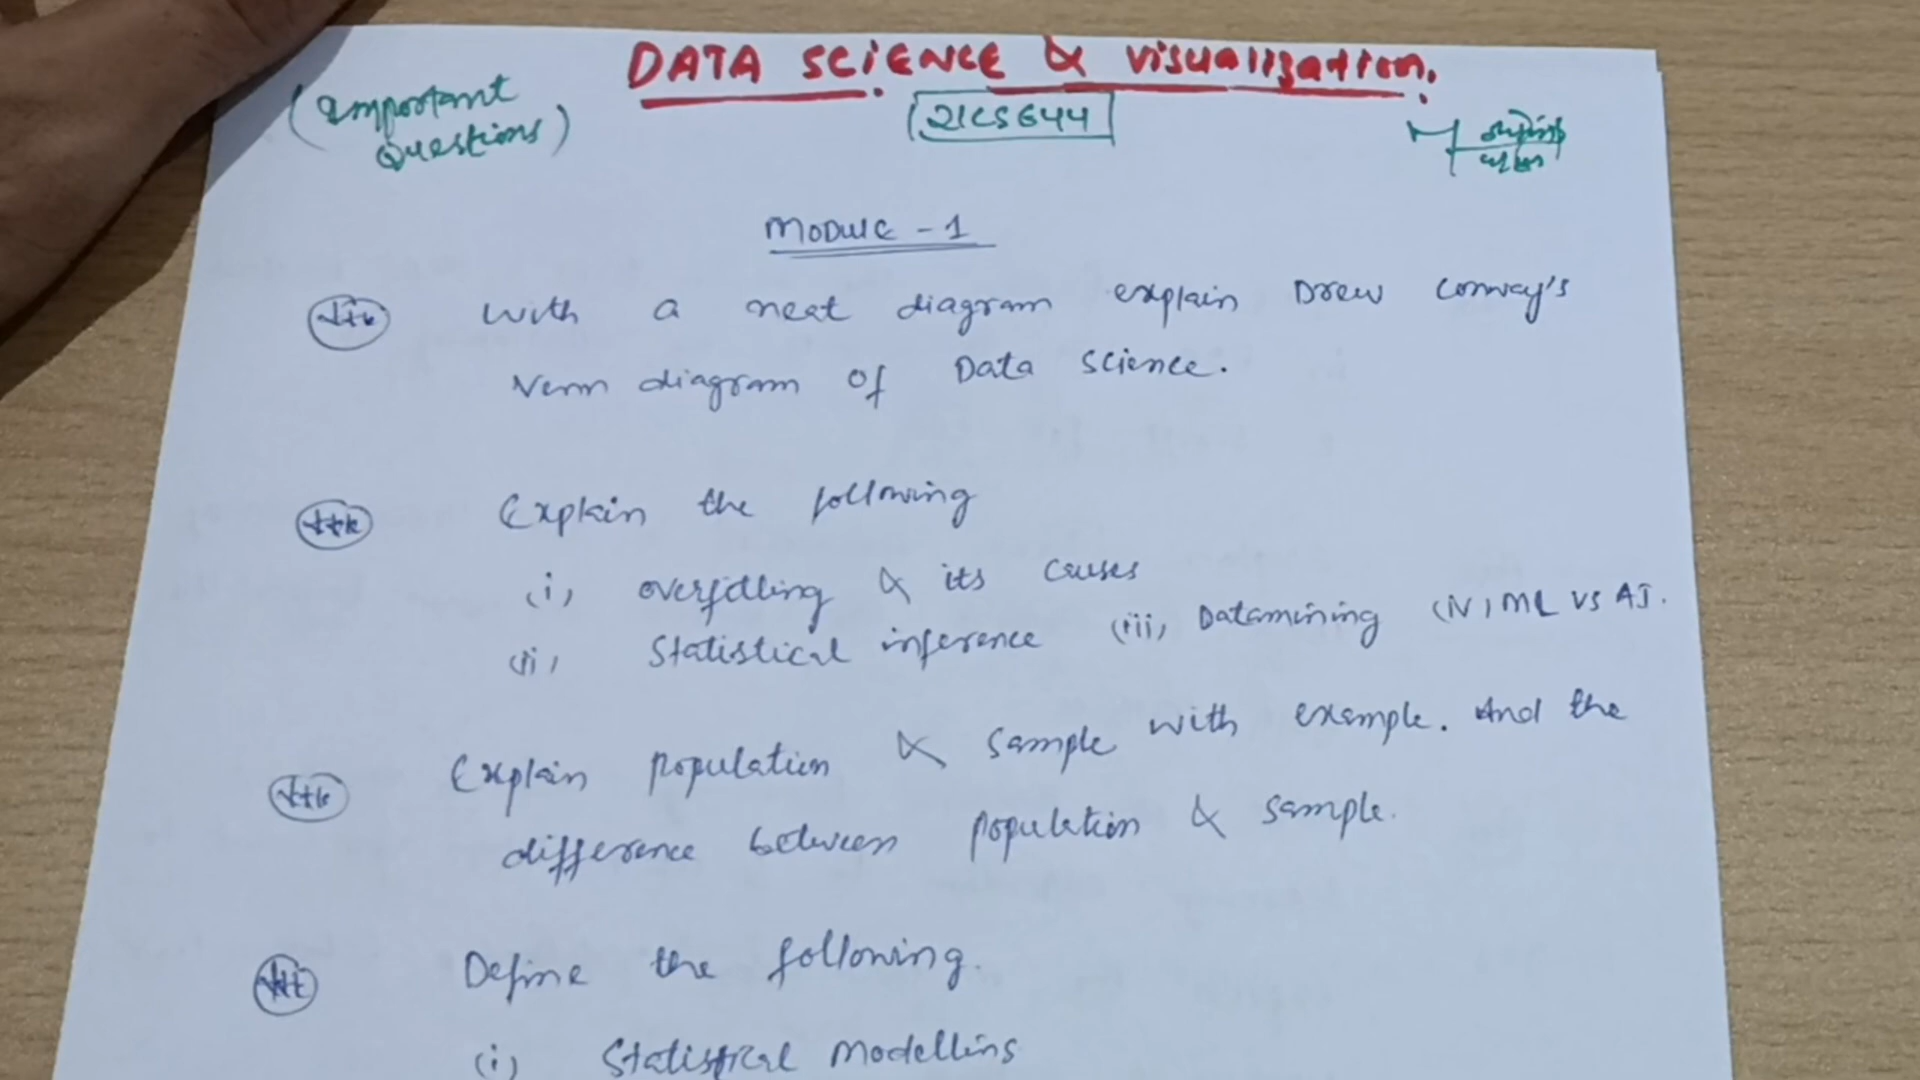 DATA SCIENCE & visualization.
(Important
Questions)
21CS644
Module - 1
*** With a neat diagram explain Drew Conway's
Venn diagram of Data Science.
*** Explain the following
(i) overfitting & its causes
(ii) Statistical inference (iii) Datamining (iv) ML VS AI.
*** Explain population & sample with example. And the
difference between population & sample.
*** Define the following.
(i) Statistical Modelling